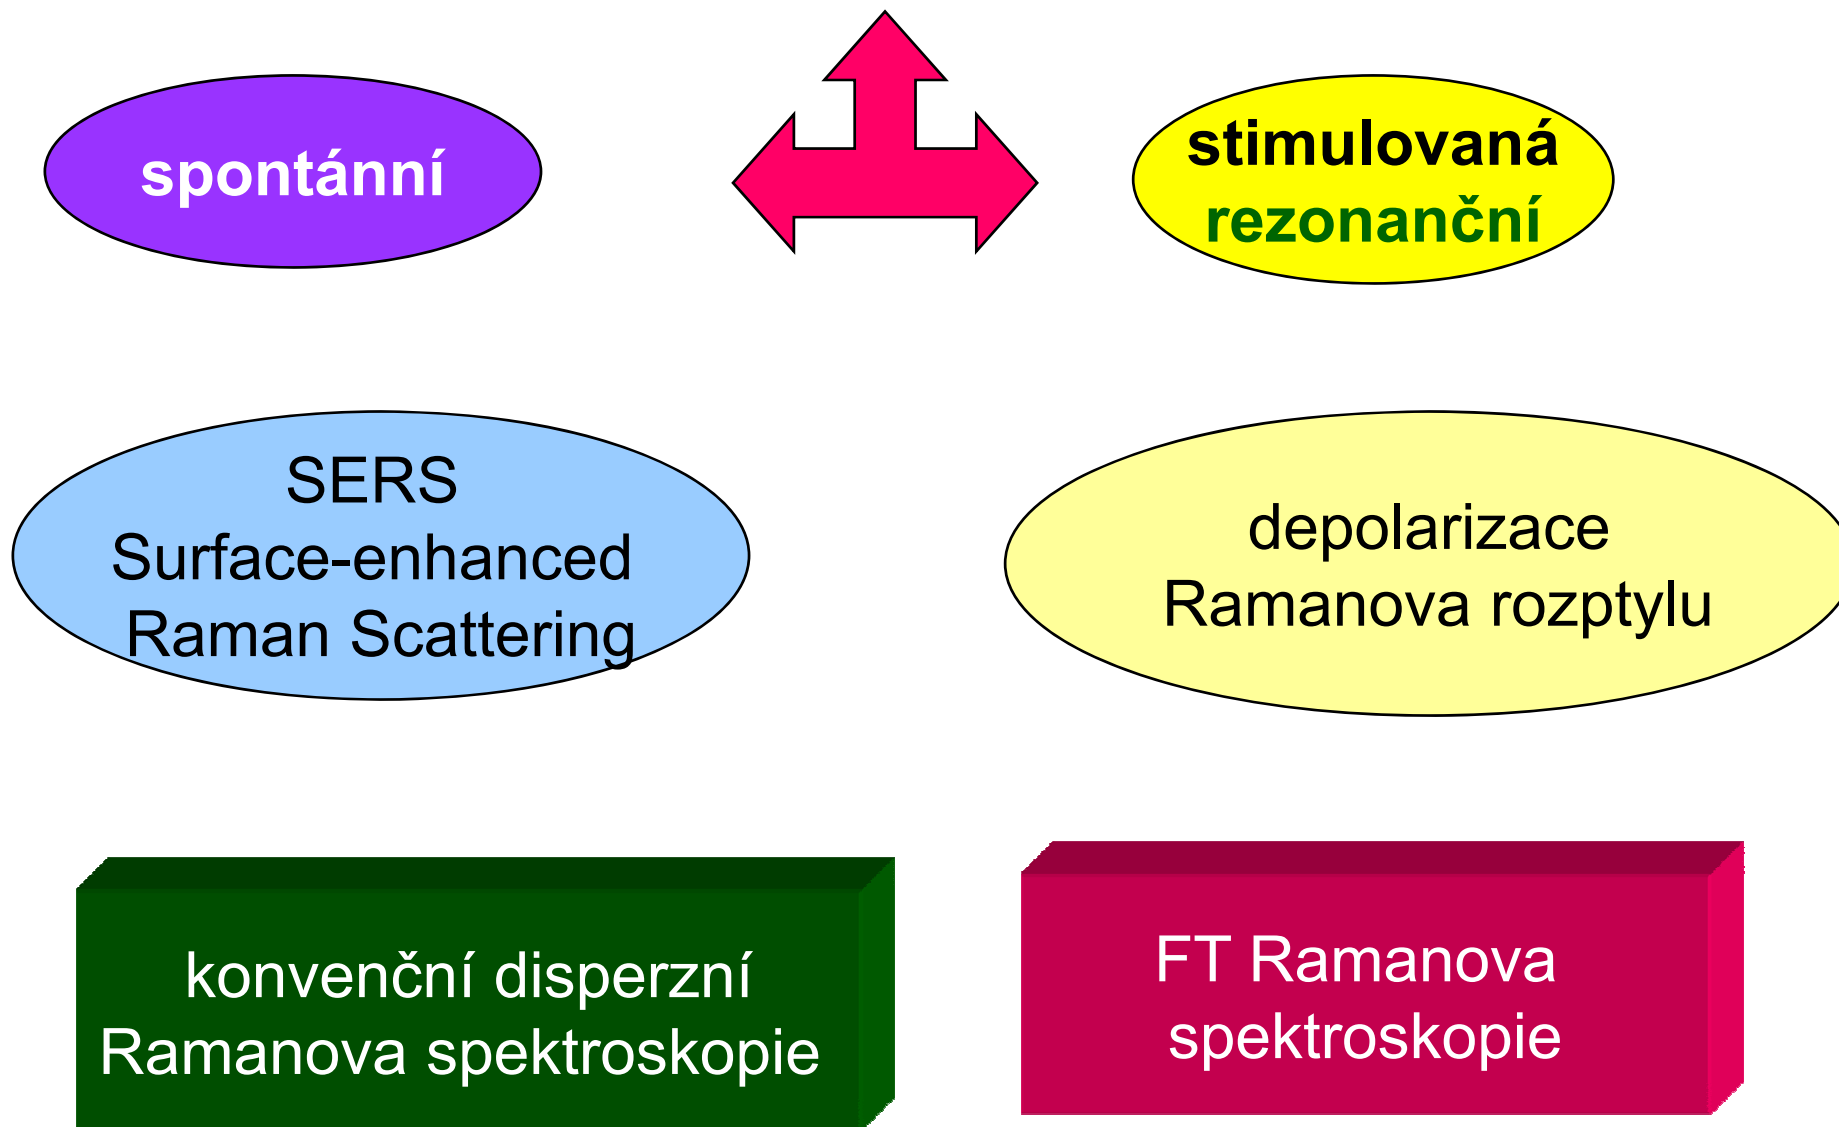 spontánní
stimulovaná
rezonanční
SERS
Surface-enhanced
Raman Scattering
depolarizace
Ramanova rozptylu
konvenční disperzní
Ramanova spektroskopie
FT Ramanova
spektroskopie